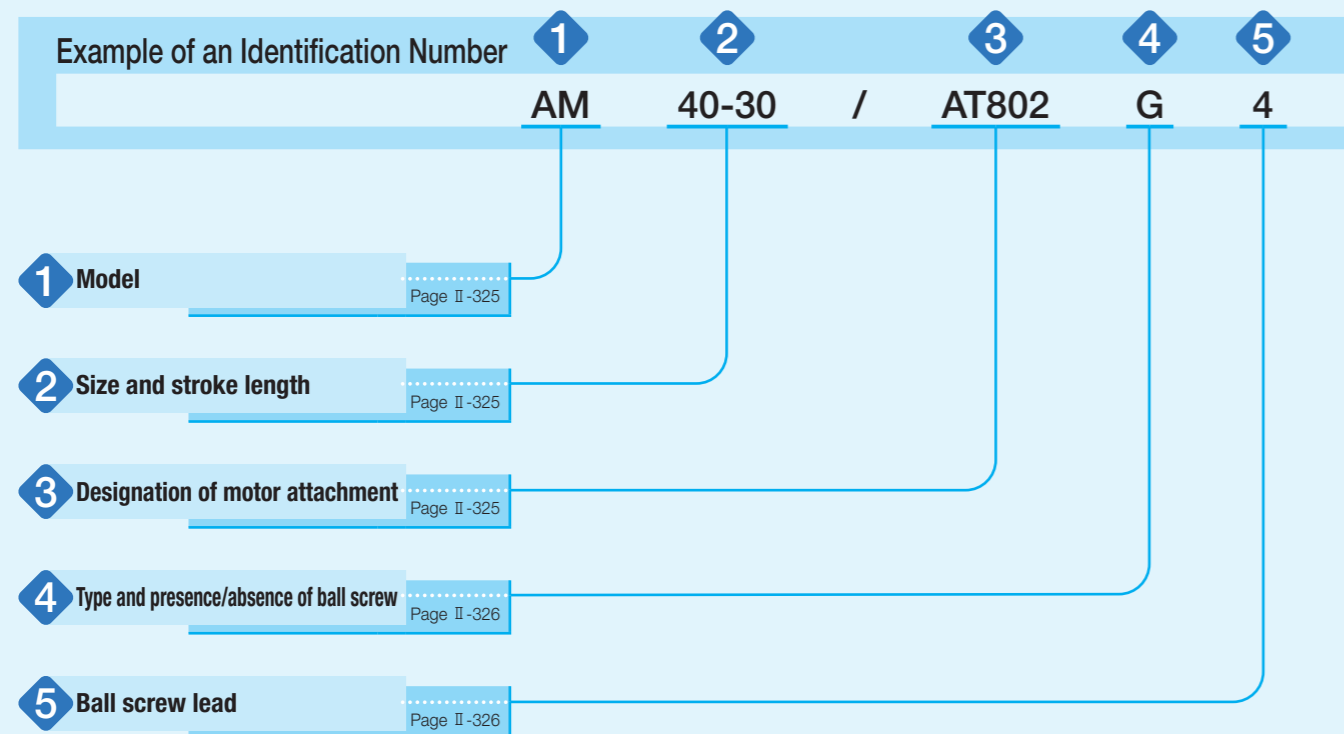 Example of an Identification Number 1 2 3 4 5
AM 40-30 / AT802 G 4
1 Model
Page Ⅱ-325
2 Size and stroke length
Page Ⅱ-325
3 Designation of motor attachment
Page Ⅱ-325
4 Type and presence/absence of ball screw
Page Ⅱ-326
5 Ball screw lead
Page Ⅱ-326